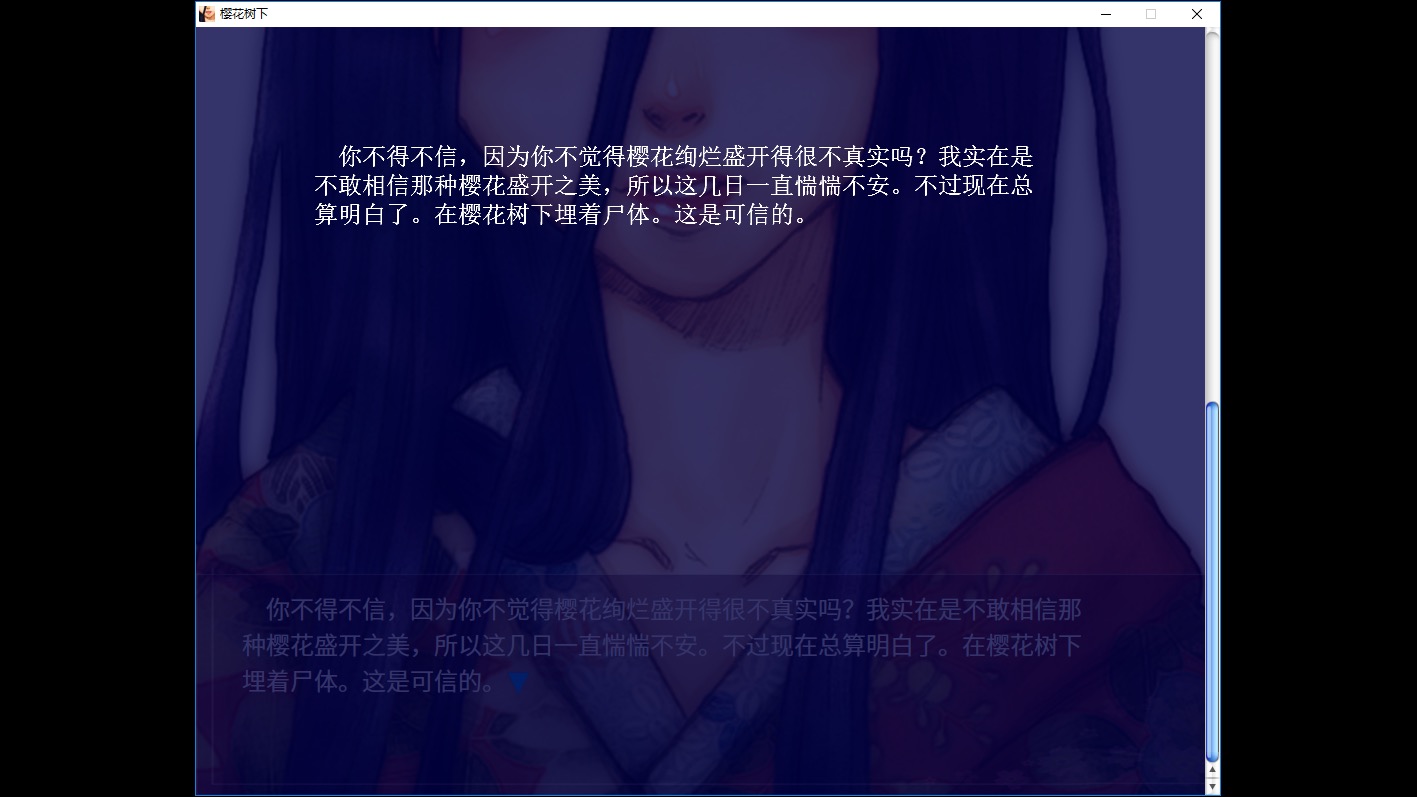 樱花树下
你不得不信，因为你不觉得樱花绚烂盛开得很不真实吗？我实在是
不敢相信那种樱花盛开之美，所以这几日一直惴惴不安。不过现在总
算明白了。在樱花树下埋着尸体。这是可信的。
你不得不信，因为你不觉得樱花绚烂盛开得很不真实吗？我实在是不敢相信那
种樱花盛开之美，所以这几日一直惴惴不安。不过现在总算明白了。在樱花树下
埋着尸体。这是可信的。